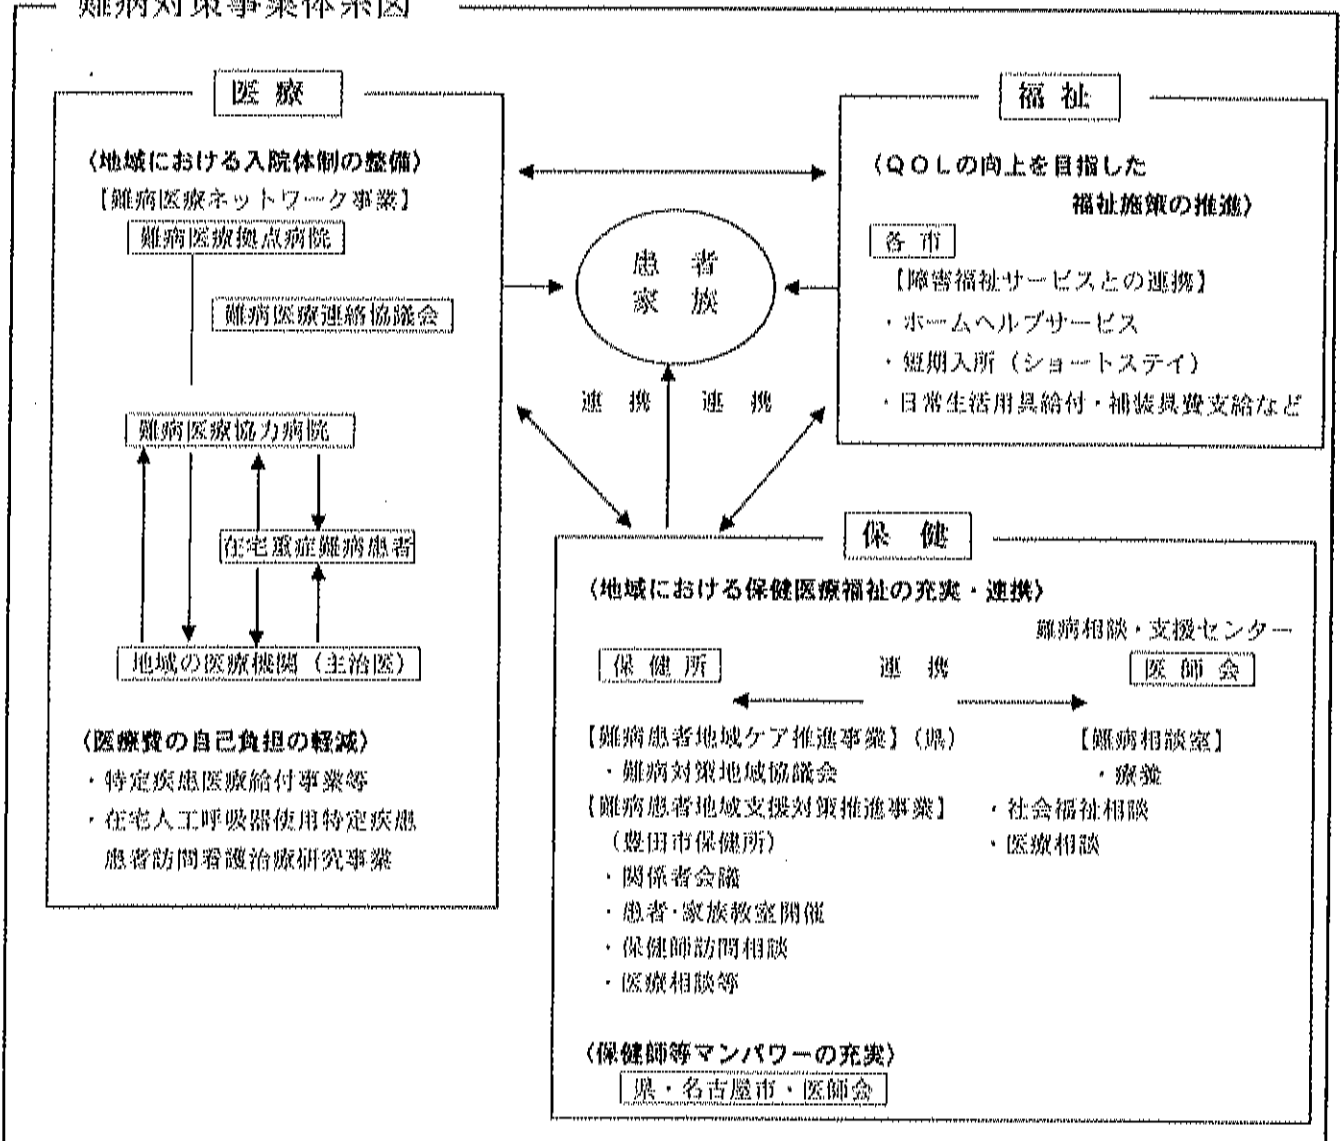 難病対策事業体系図
医療
〈地域における入院体制の整備〉
【難病医療ネットワーク事業】
難病医療拠点病院
難病医療連絡協議会
難病医療協力病院
在宅重症難病患者
地域の医療機関（主治医）
〈医療費の自己負担の軽減〉
・特定疾患医療給付事業等
・在宅人工呼吸器使用特定疾患
患者訪問看護治療研究事業
患者
家族
連携 連携
福祉
〈ＱＯＬの向上を目指した
福祉施策の推進〉
各市
【障害福祉サービスとの連携】
・ホームヘルプサービス
・短期入所（ショートステイ）
・日常生活用具給付・補装具費支給など
保健
〈地域における保健医療福祉の充実・連携〉
難病相談・支援センター
保健所 連携 医師会
【難病患者地域ケア推進事業】（県） 【難病相談室】
・難病対策地域協議会 ・療養
【難病患者地域支援対策推進事業】 ・社会福祉相談
（豊田市保健所） ・医療相談
・関係者会議
・患者・家族教室開催
・保健師訪問相談
・医療相談等
〈保健師等マンパワーの充実〉
県・名古屋市・医師会